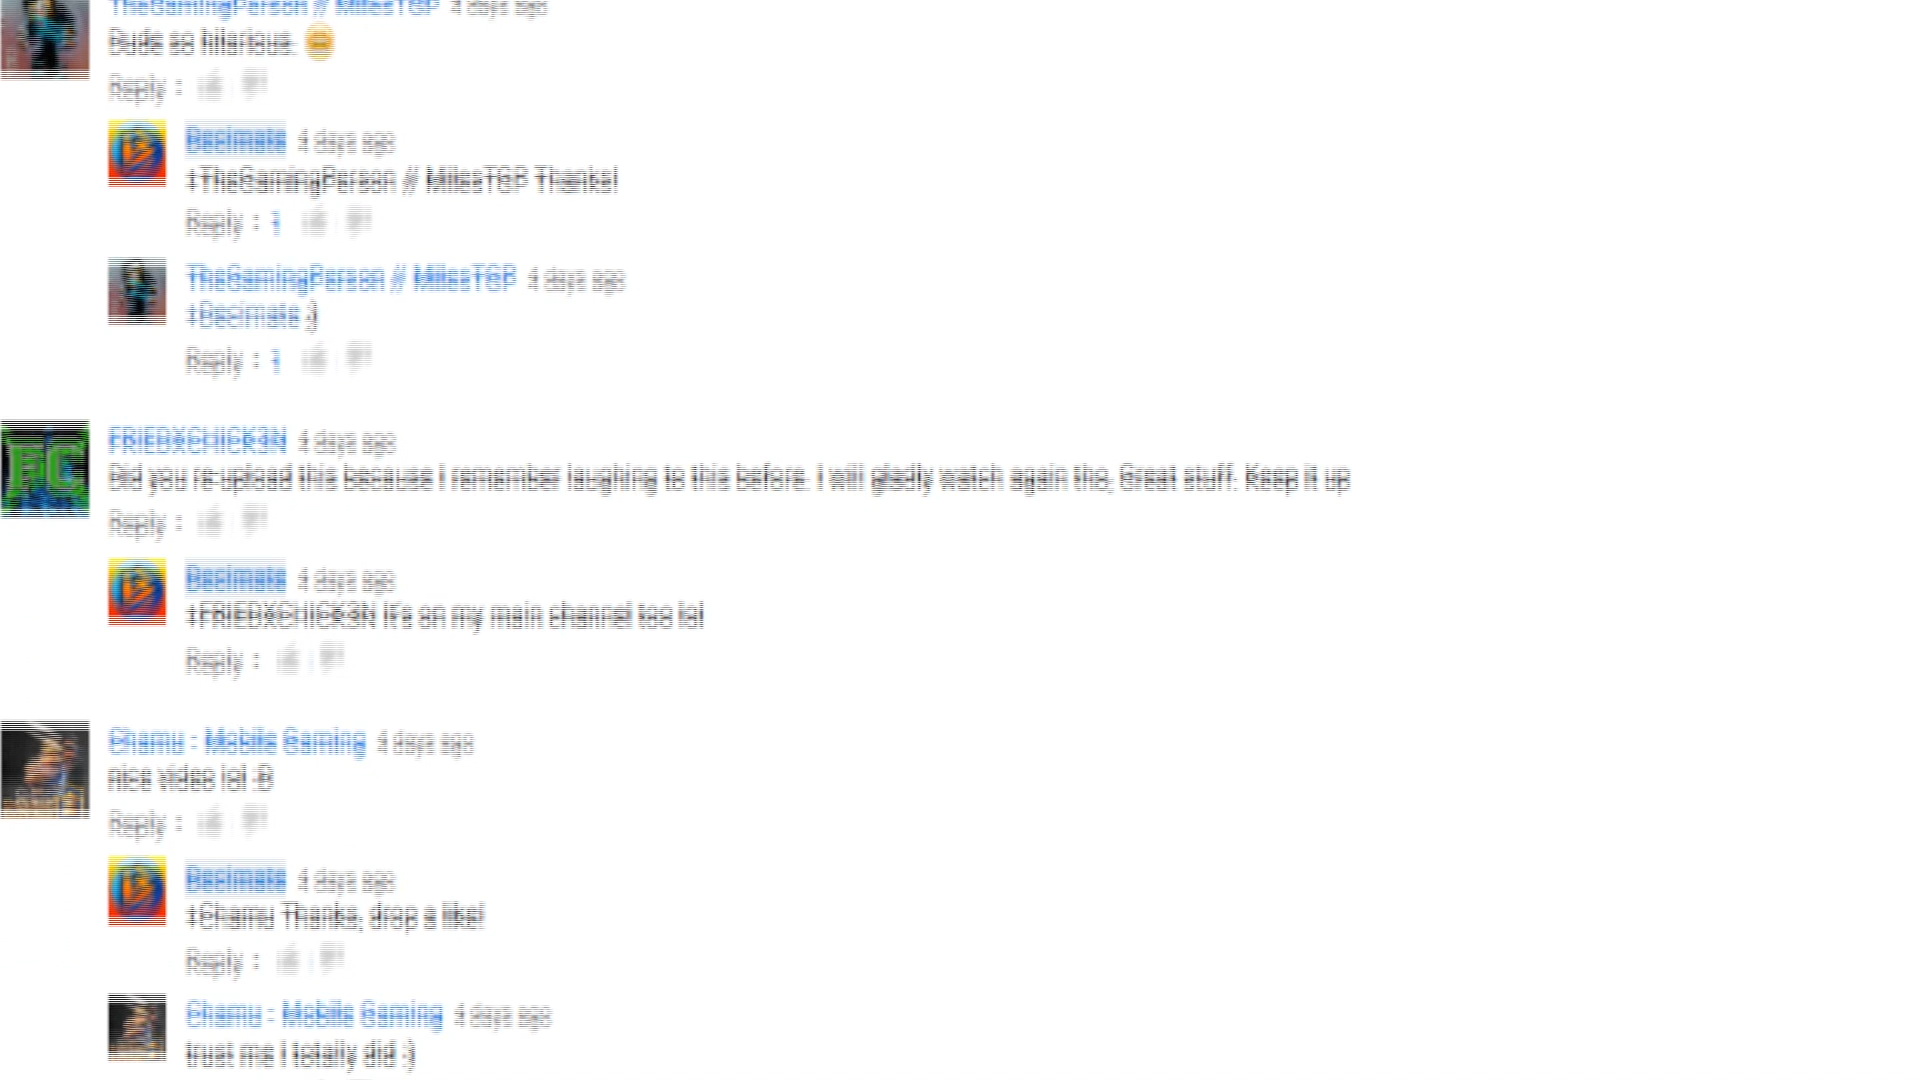 TheGamingPerson // MilesTGP 4 days ago
Dude so hilarious.
Reply
Decimate 4 days ago
+TheGamingPerson // MilesTGP Thanks!
Reply · 1
TheGamingPerson // MilesTGP 4 days ago
+Decimate ;)
Reply · 1
FC
FRIEDXCHICK3N 4 days ago
Did you re-upload this because I remember laughing to this before. I will gladly watch again tho, Great stuff. Keep it up
Reply
Decimate 4 days ago
+FRIEDXCHICK3N It's on my main channel too lol
Reply
Chamu - Mobile Gaming 4 days ago
nice video lol :D
Reply
Decimate 4 days ago
+Chamu Thanks, drop a like!
Reply
Chamu - Mobile Gaming 4 days ago
trust me I totally did :)